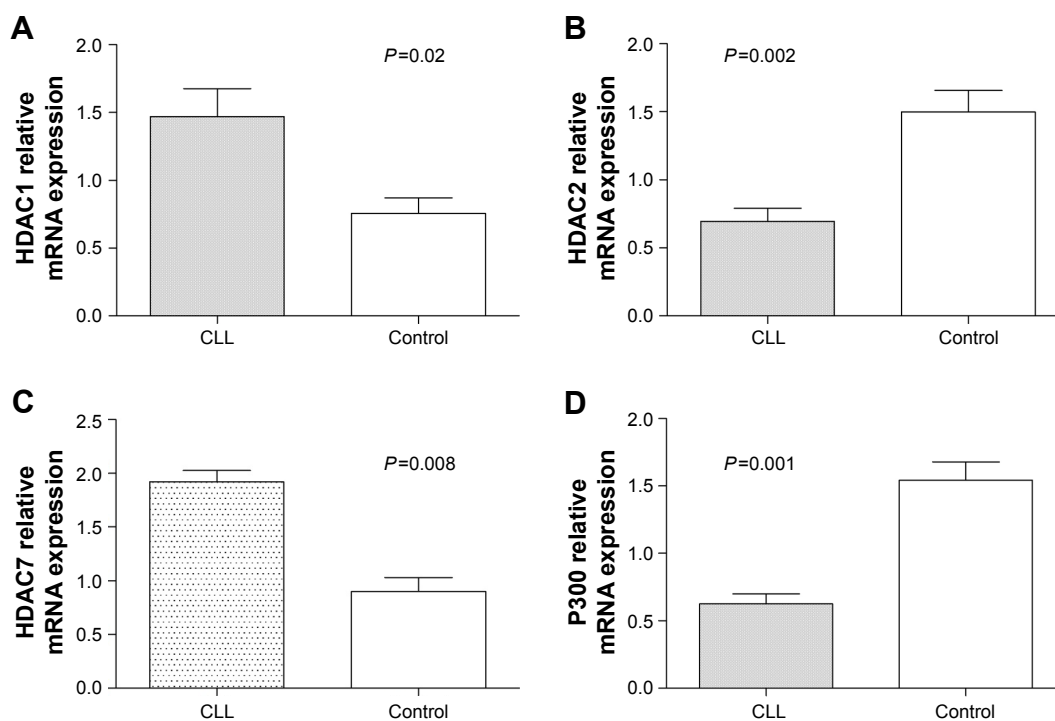 A
HDAC1 relative
mRNA expression
2.0
1.5
1.0
0.5
0.0
P=0.02
CLL
Control
B
HDAC2 relative
mRNA expression
2.0
1.5
1.0
0.5
0.0
P=0.002
CLL
Control
C
HDAC7 relative
mRNA expression
2.5
2.0
1.5
1.0
0.5
0.0
P=0.008
CLL
Control
D
P300 relative
mRNA expression
2.0
1.5
1.0
0.5
0.0
P=0.001
CLL
Control